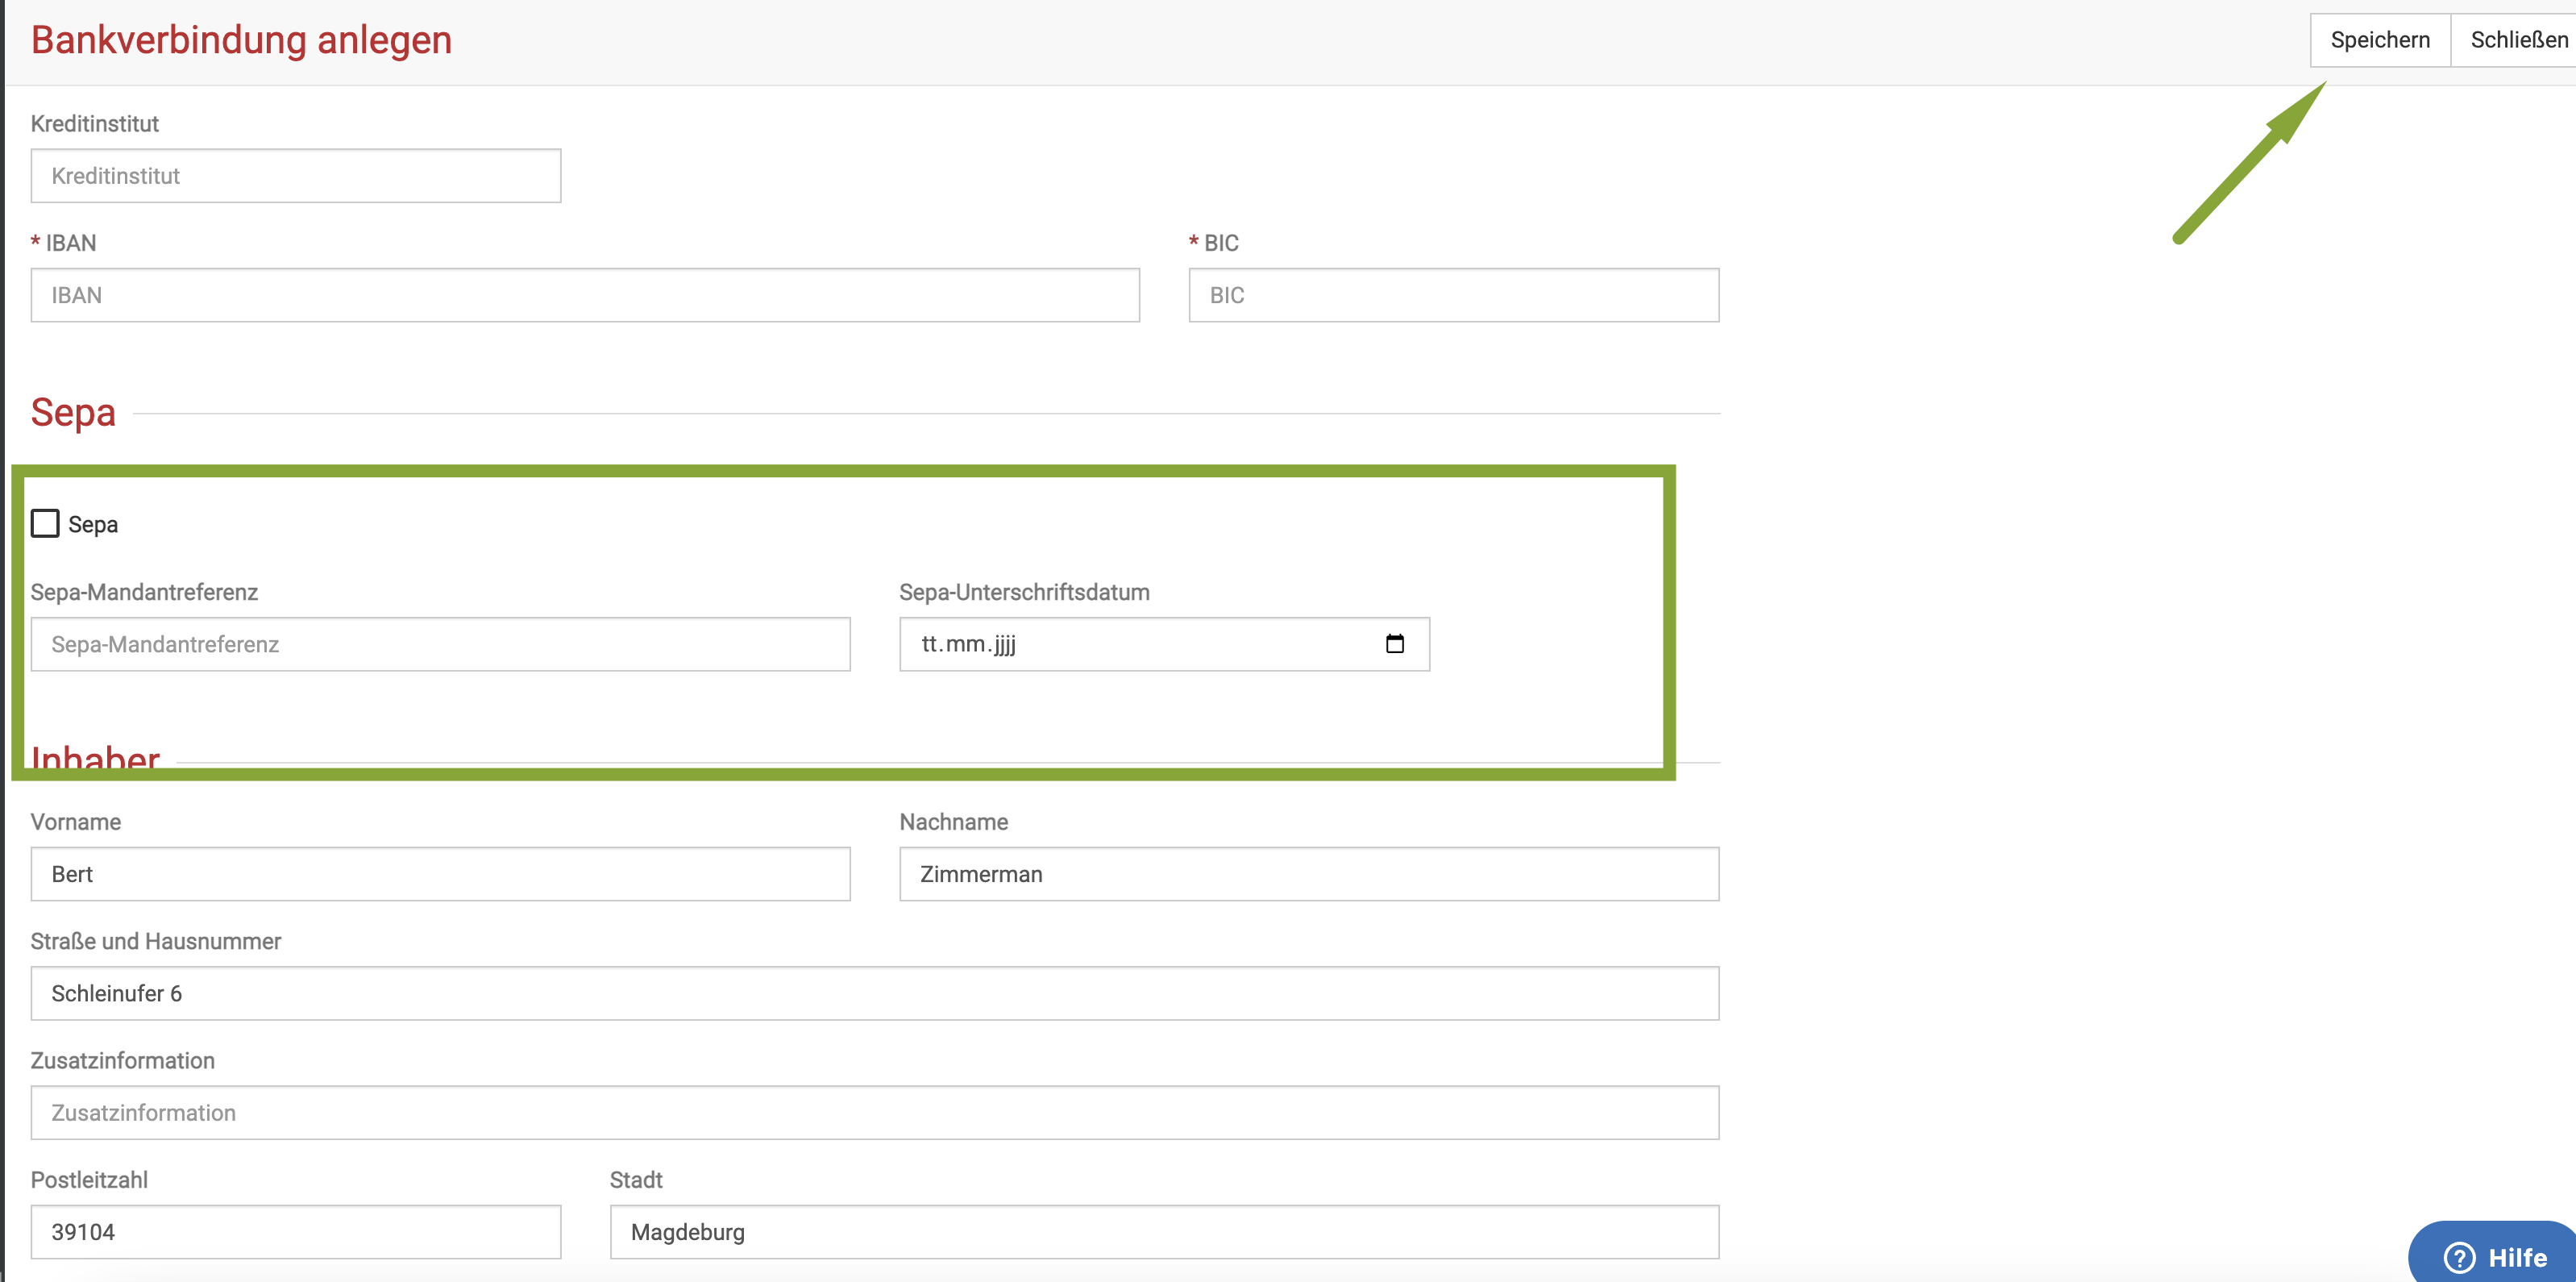 Bankverbindung anlegen
Speichern
Schließen
Kreditinstitut
Kreditinstitut
* IBAN
* BIC
IBAN
BIC
Sepa
Sepa
Sepa-Mandantreferenz
Sepa-Unterschriftsdatum
Sepa-Mandantreferenz
tt.mm.jjjj
Inhaber
Vorname
Nachname
Bert
Zimmerman
Straße und Hausnummer
Schleinufer 6
Zusatzinformation
Zusatzinformation
Postleitzahl
Stadt
39104
Magdeburg
Hilfe